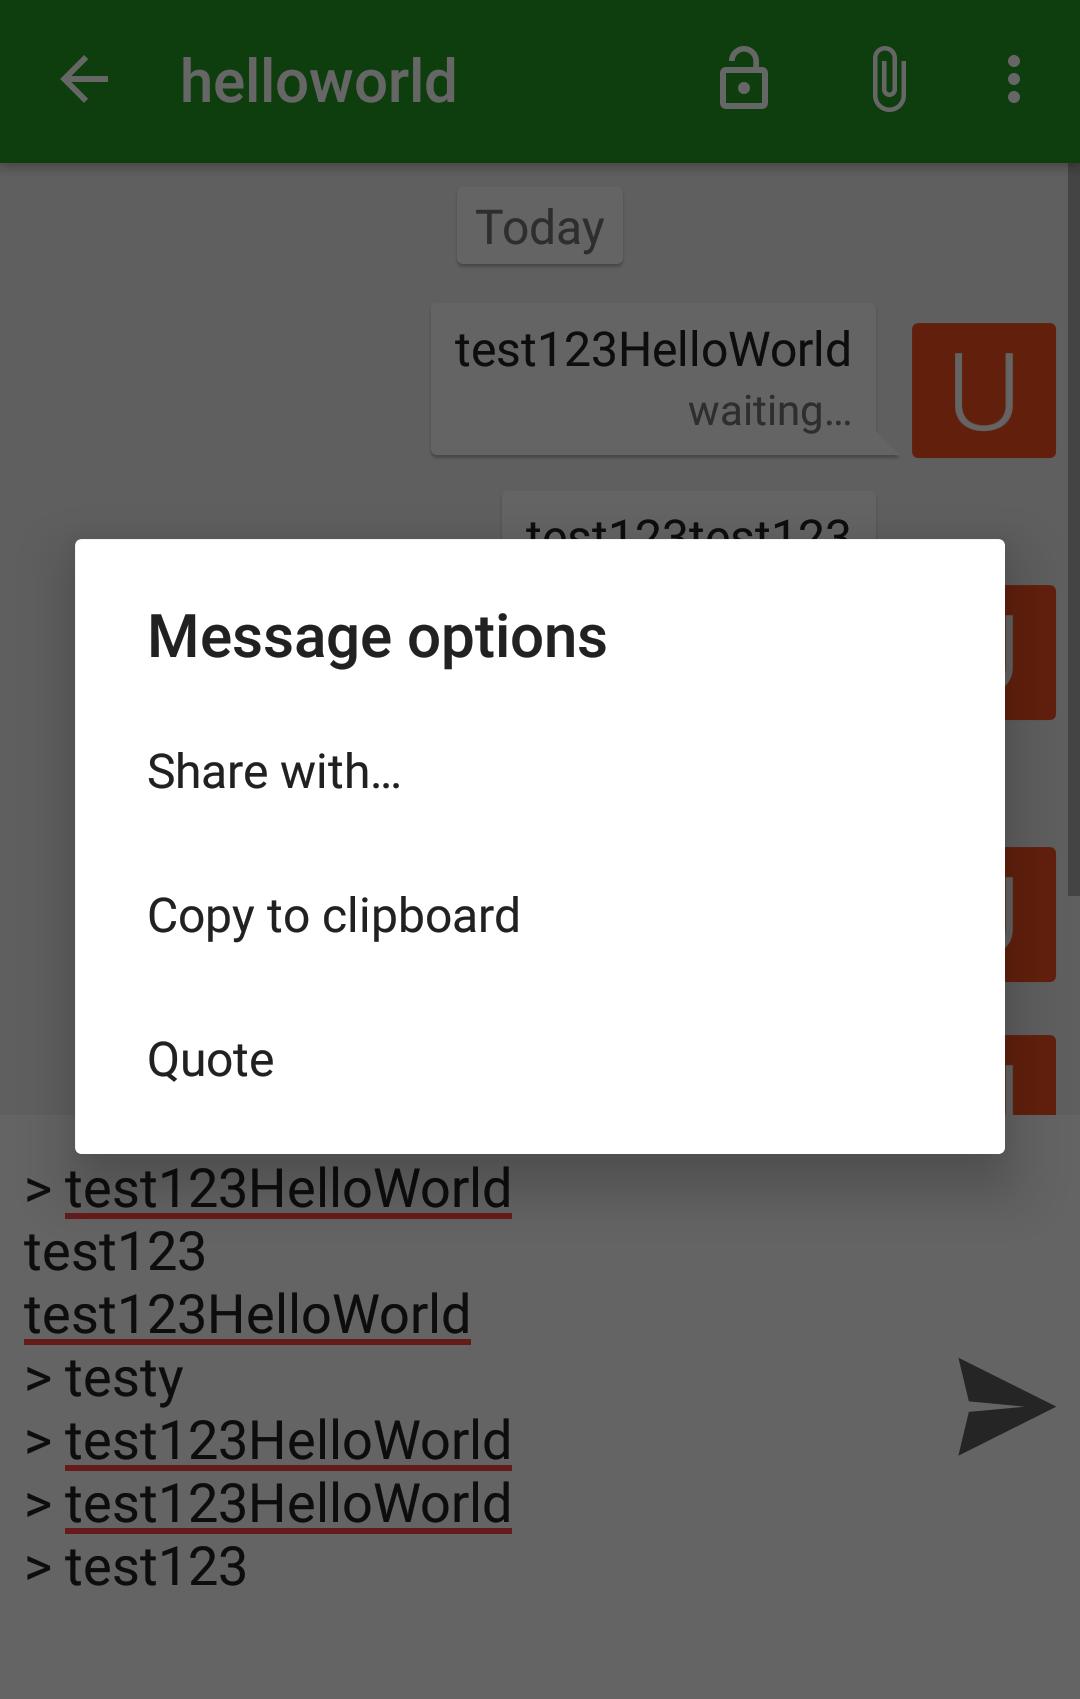 helloworld
Today
test123HelloWorld
waiting...
U
test123test123
Message options
Share with...
Copy to clipboard
Quote
> test123HelloWorld
test123
test123HelloWorld
> testy
> test123HelloWorld
> test123HelloWorld
> test123